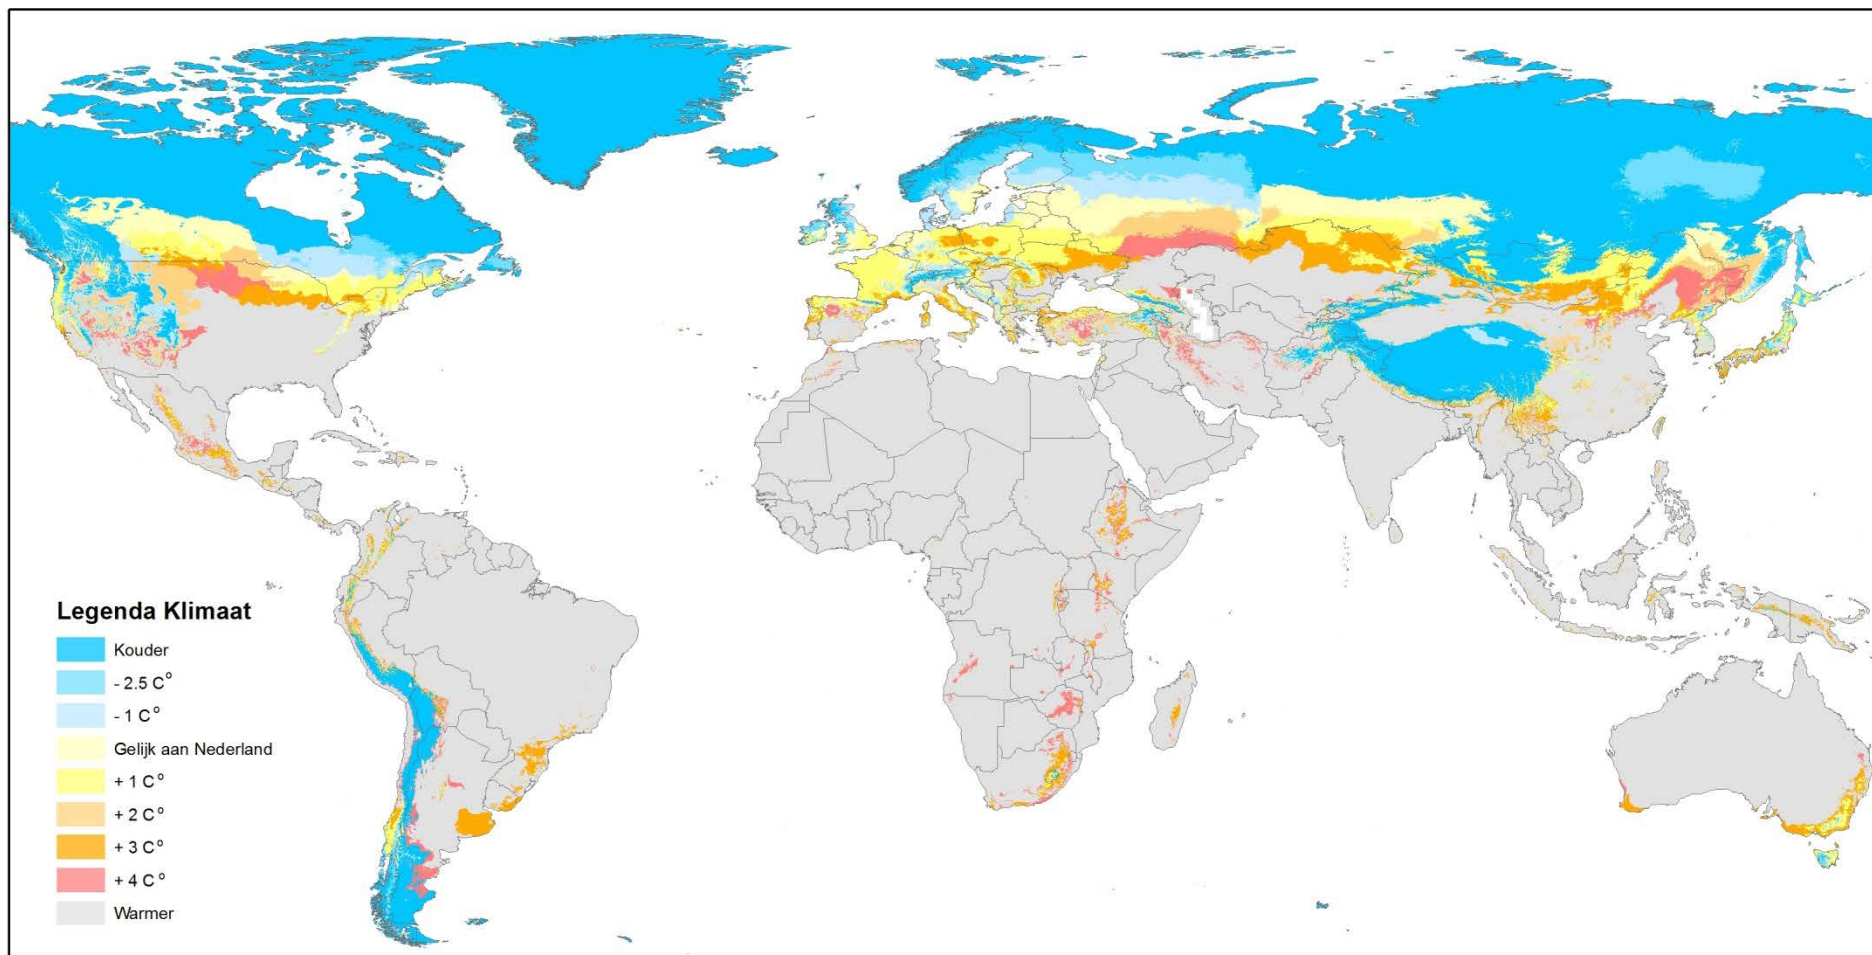 Legenda Klimaat
Kouder
- 2.5 C°
- 1 C°
Gelijk aan Nederland
+ 1 C°
+ 2 C°
+ 3 C°
+ 4 C°
Warmer